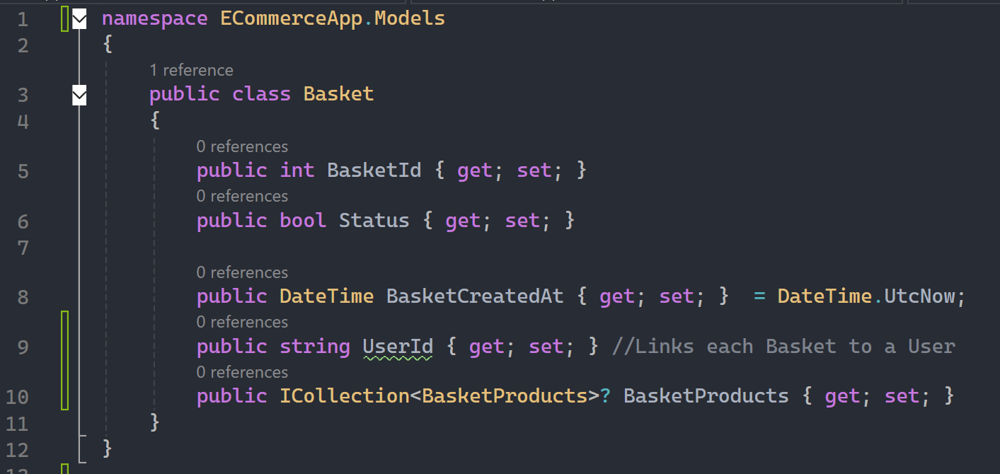 1 namespace ECommerceApp.Models
2 {
1 reference
3 public class Basket
4 {
0 references
5 public int BasketId { get; set; }
0 references
6 public bool Status { get; set; }
7
0 references
8 public DateTime BasketCreatedAt { get; set; }  = DateTime.UtcNow;
0 references
9 public string UserId { get; set; } //Links each Basket to a User
0 references
10 public ICollection<BasketProducts>? BasketProducts { get; set; }
11 }
12 }